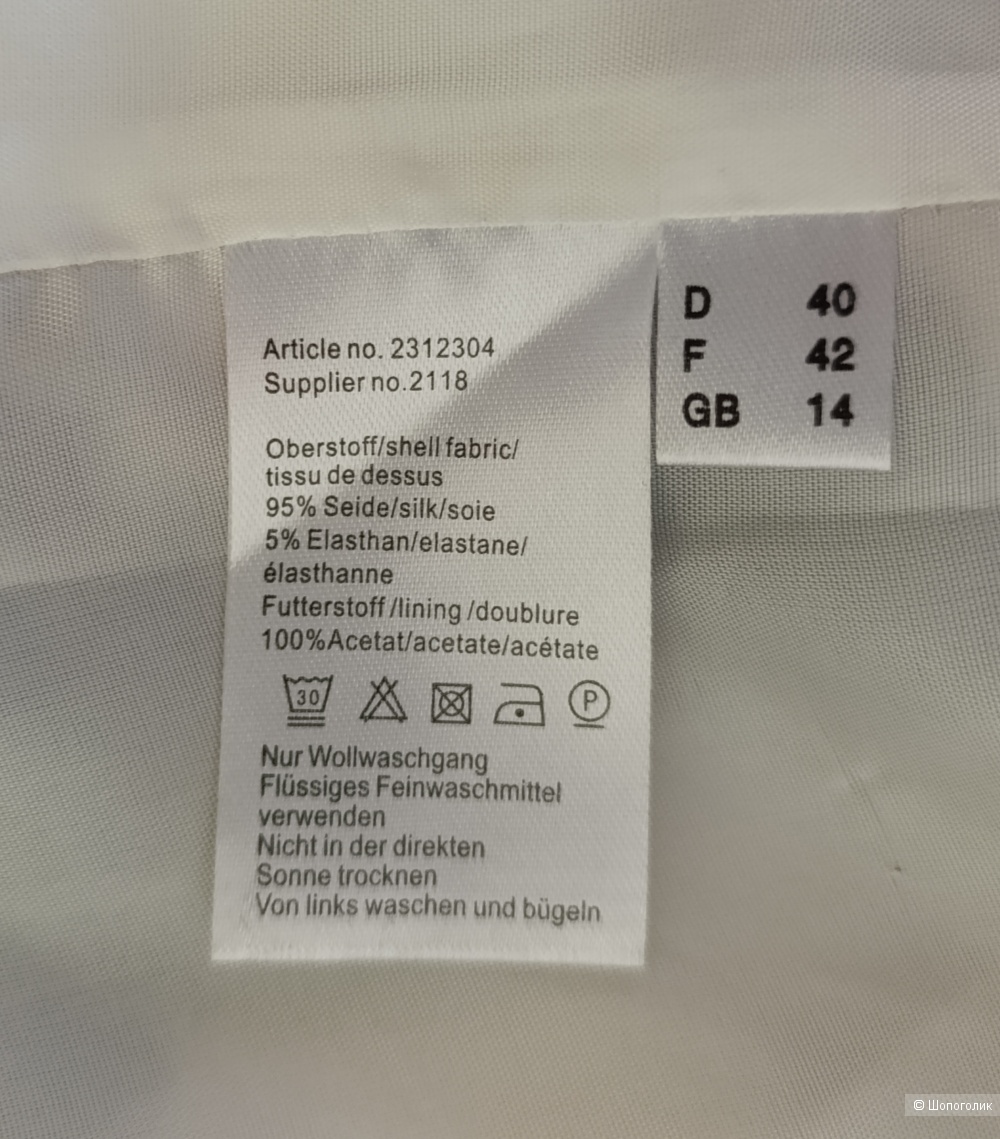 Article no. 2312304
Supplier no.2118
Oberstoff/shell fabric/
tissu de dessus
95% Seide/silk/soie
5% Elasthan/elastane/
élasthanne
Futterstoff/lining/doublure
100%Acetat/acetate/acétate
30 P
Nur Wollwaschgang
Flüssiges Feinwaschmittel
verwenden
Nicht in der direkten
Sonne trocknen
Von links waschen und bügeln
D 40
F 42
GB 14
© Шопоголик